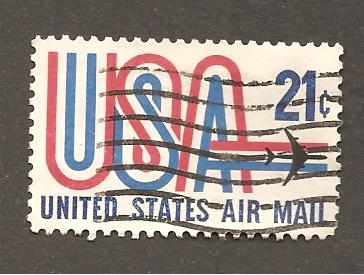 USA
21¢
UNITED STATES AIR MAIL